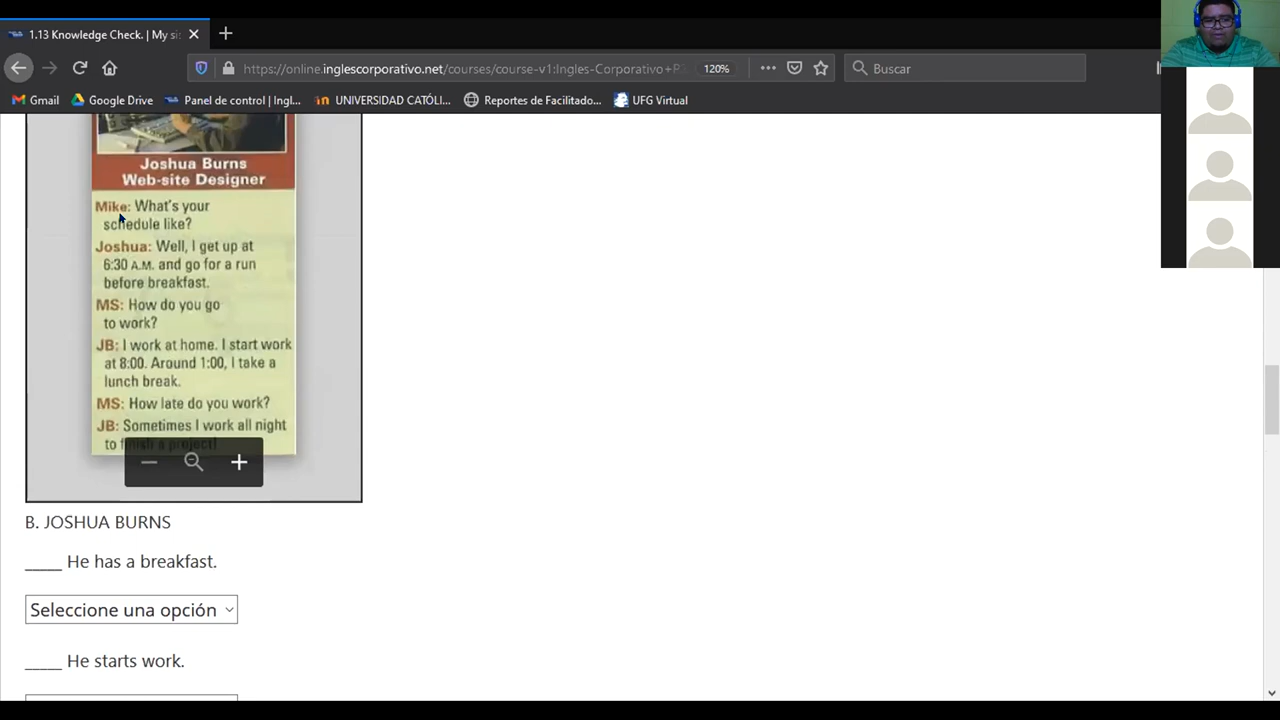 1.13 Knowledge Check. | My si
https://online.inglescorporativo.net/courses/course-v1:ingles-Corporativo+P
120%
Buscar
Gmail
Google Drive
Panel de control | Ingl...
UNIVERSIDAD CATÓLI...
Reportes de Facilitado...
UFG Virtual
Joshua Burns
Web-site Designer
Mike: What's your
schedule like?
Joshua: Well, I get up at
6:30 A.M. and go for a run
before breakfast.
MS: How do you go
to work?
JB: I work at home. I start work
at 8:00. Around 1:00, I take a
lunch break.
MS: How late do you work?
JB: Sometimes I work all night
to finish a project!
B. JOSHUA BURNS
_____ He has a breakfast.
Seleccione una opción
_____ He starts work.